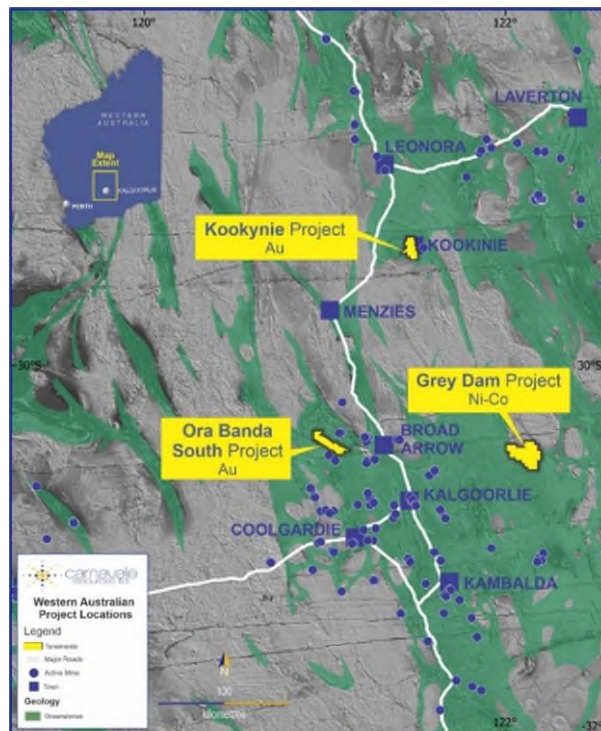 120°
122°
WESTERN
AUSTRALIA
Map
Extent
KALGOORLIE
PERTH
LAVERTON
LEONORA
Kookynie Project
Au
KOOKINIE
MENZIES
30°S
30°S
Grey Dam Project
Ni-Co
Ora Banda
South Project
Au
BROAD
ARROW
KALGOORLIE
COOLGARDIE
KAMBALDA
carnavale
RESOURCES
Western Australian
Project Locations
Legend
Tenements
Major Roads
Active Mine
Town
Geology
Greenstones
N
100
kilometres
122°
-32°